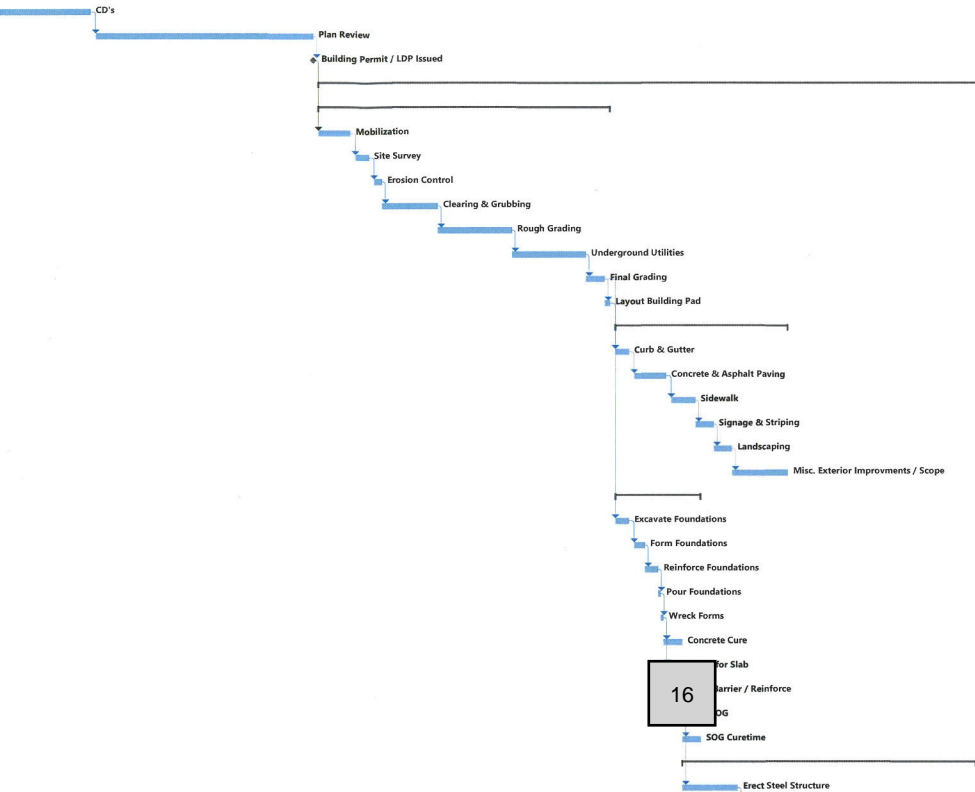 CD's
Plan Review
Building Permit / LDP Issued
Mobilization
Site Survey
Erosion Control
Clearing & Grubbing
Rough Grading
Underground Utilities
Final Grading
Layout Building Pad
Curb & Gutter
Concrete & Asphalt Paving
Sidewalk
Signage & Striping
Landscaping
Misc. Exterior Improvments / Scope
Excavate Foundations
Form Foundations
Reinforce Foundations
Pour Foundations
Wreck Forms
Concrete Cure
for Slab
16
/ Reinforce
SOG Curetime
Erect Steel Structure